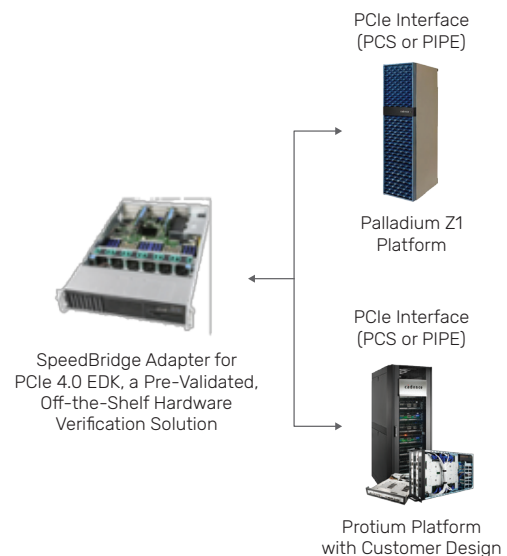 PCIe Interface
(PCS or PIPE)
Palladium Z1
Platform
SpeedBridge Adapter for
PCIe 4.0 EDK, a Pre-Validated,
Off-the-Shelf Hardware
Verification Solution
PCIe Interface
(PCS or PIPE)
cadence
Protium Platform
with Customer Design